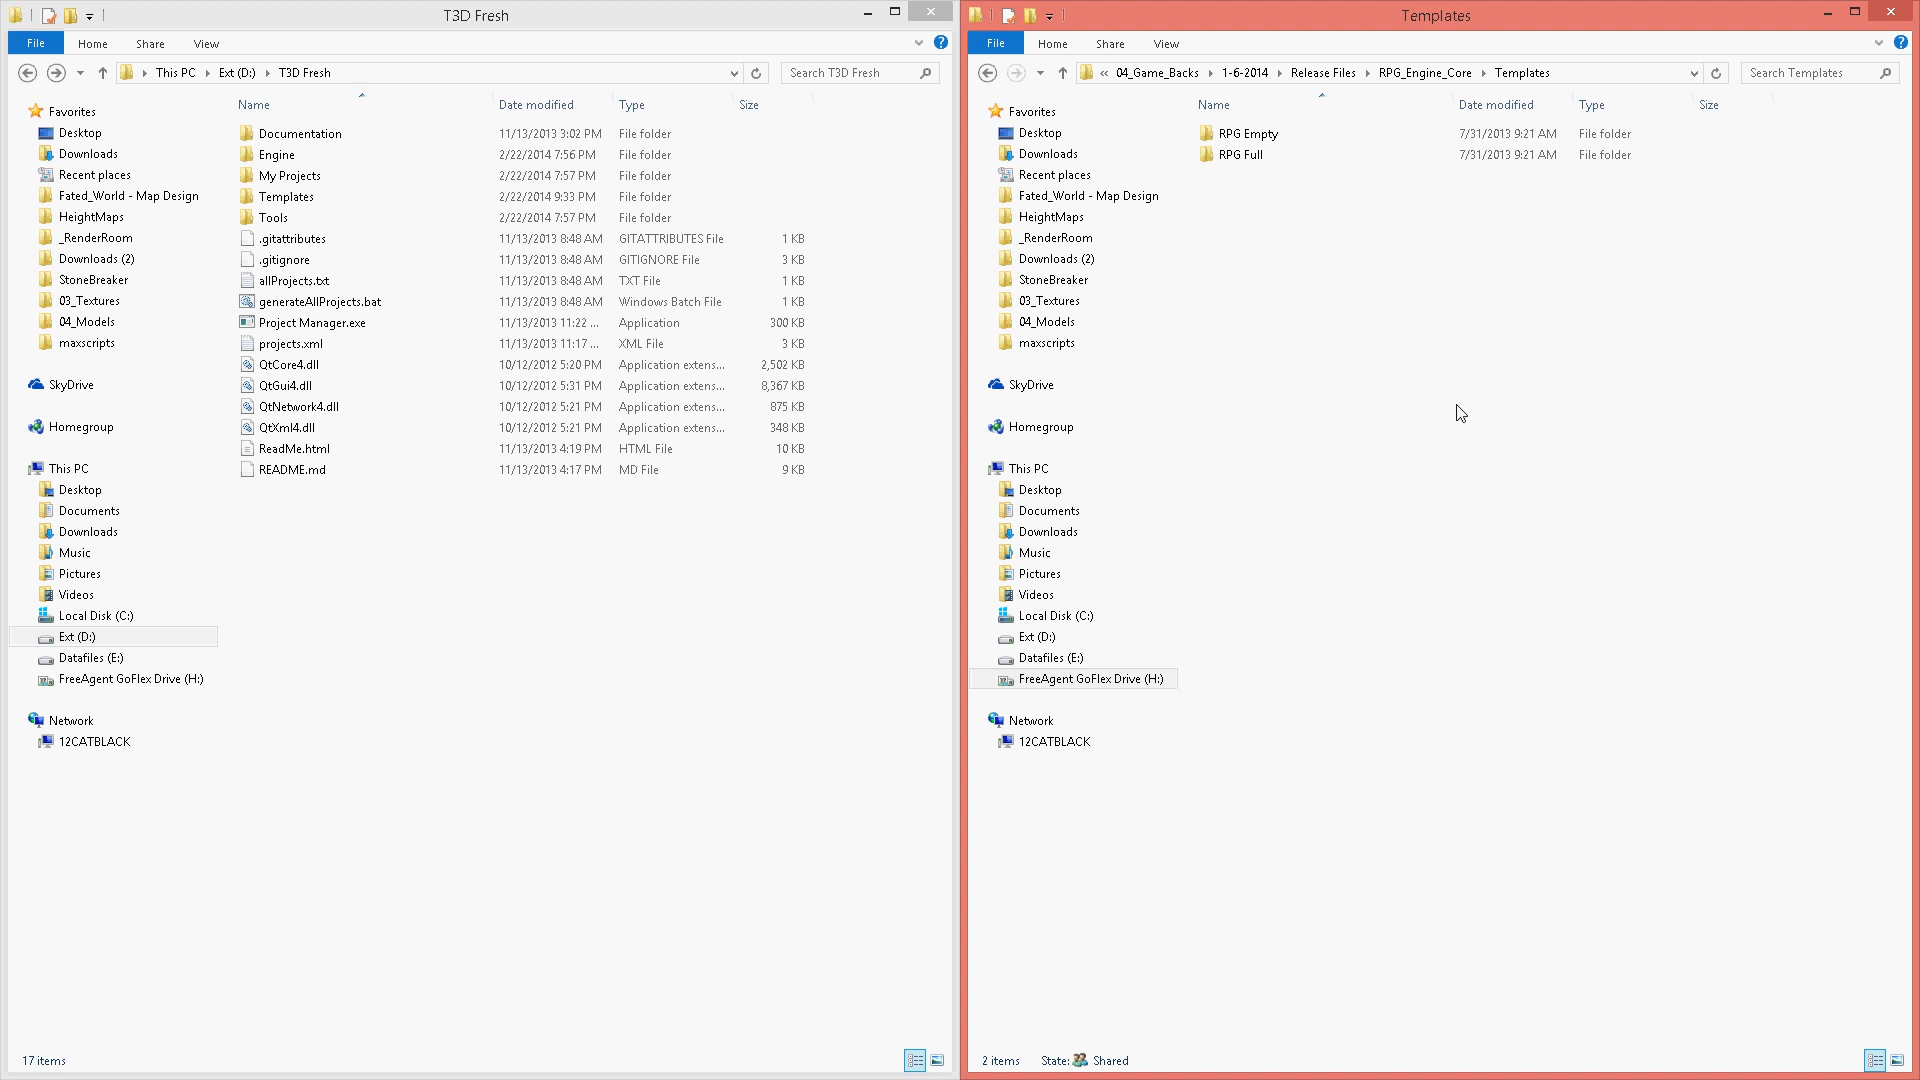 T3D Fresh
File Home Share View
This PC Ext (D:) T3D Fresh
Search T3D Fresh
Favorites
Desktop
Downloads
Recent places
Fated_World - Map Design
HeightMaps
_RenderRoom
Downloads (2)
StoneBreaker
03_Textures
04_Models
maxscripts
SkyDrive
Homegroup
This PC
Desktop
Documents
Downloads
Music
Pictures
Videos
Local Disk (C:)
Ext (D:)
Datafiles (E:)
FreeAgent GoFlex Drive (H:)
Network
12CATBLACK
Name Date modified Type Size
Documentation 11/13/2013 3:02 PM File folder
Engine 2/22/2014 7:56 PM File folder
My Projects 2/22/2014 7:57 PM File folder
Templates 2/22/2014 9:33 PM File folder
Tools 2/22/2014 7:57 PM File folder
.gitattributes 11/13/2013 8:48 AM GITATTRIBUTES File 1 KB
.gitignore 11/13/2013 8:48 AM GITIGNORE File 3 KB
allProjects.txt 11/13/2013 8:48 AM TXT File 1 KB
generateAllProjects.bat 11/13/2013 8:48 AM Windows Batch File 1 KB
Project Manager.exe 11/13/2013 11:22 ... Application 300 KB
projects.xml 11/13/2013 11:17 ... XML File 3 KB
QtCore4.dll 10/12/2012 5:20 PM Application extens... 2,502 KB
QtGui4.dll 10/12/2012 5:31 PM Application extens... 8,367 KB
QtNetwork4.dll 10/12/2012 5:21 PM Application extens... 875 KB
QtXml4.dll 10/12/2012 5:21 PM Application extens... 348 KB
ReadMe.html 11/13/2013 4:19 PM HTML File 10 KB
README.md 11/13/2013 4:17 PM MD File 9 KB
17 items
Templates
File Home Share View
« 04_Game_Backs 1-6-2014 Release Files RPG_Engine_Core Templates
Search Templates
Favorites
Desktop
Downloads
Recent places
Fated_World - Map Design
HeightMaps
_RenderRoom
Downloads (2)
StoneBreaker
03_Textures
04_Models
maxscripts
SkyDrive
Homegroup
This PC
Desktop
Documents
Downloads
Music
Pictures
Videos
Local Disk (C:)
Ext (D:)
Datafiles (E:)
FreeAgent GoFlex Drive (H:)
Network
12CATBLACK
Name Date modified Type Size
RPG Empty 7/31/2013 9:21 AM File folder
RPG Full 7/31/2013 9:21 AM File folder
2 items State: Shared